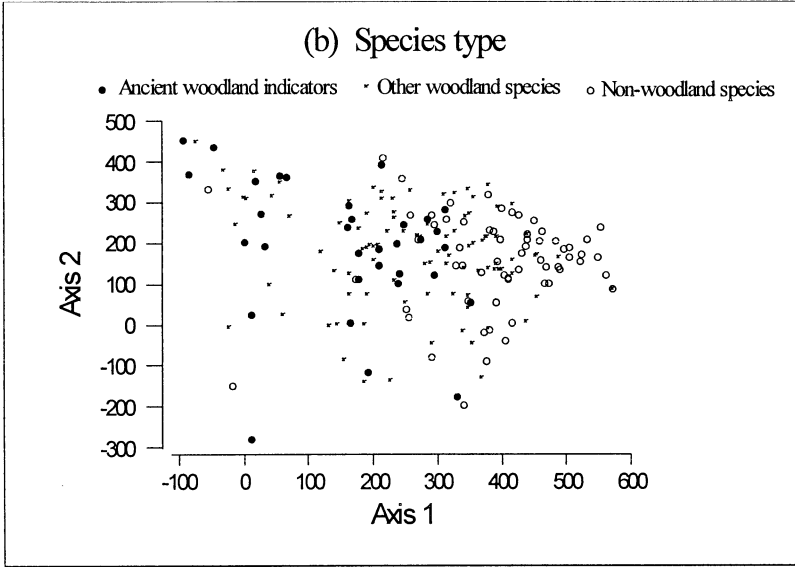 (b) Species type
Ancient woodland indicators Other woodland species Non-woodland species
500
400
300
200
100
0
-100
-200
-300
Axis 2
-100 0 100 200 300 400 500 600
Axis 1